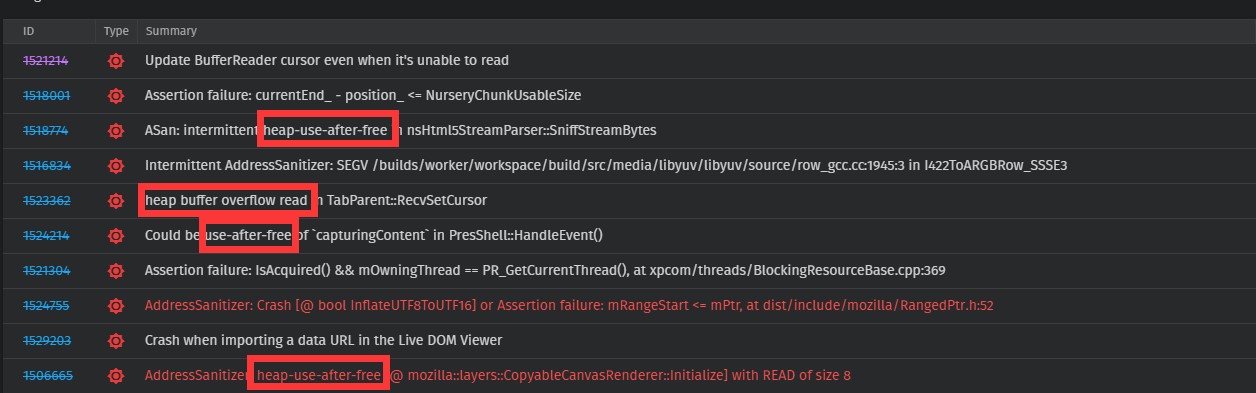 ID Type Summary
1521214 Update BufferReader cursor even when it's unable to read
1518001 Assertion failure: currentEnd_ - position_ <= NurseryChunkUsableSize
1518774 ASan: intermittent heap-use-after-free in nsHtml5StreamParser::SniffStreamBytes
1516834 Intermittent AddressSanitizer: SEGV /builds/worker/workspace/build/src/media/libyuv/libyuv/source/row_gcc.cc:1945:3 in I422ToARGBRow_SSSE3
1523362 heap buffer overflow read in TabParent::RecvSetCursor
1524214 Could be use-after-free of `capturingContent` in PresShell::HandleEvent()
1521304 Assertion failure: IsAcquired() && mOwningThread == PR_GetCurrentThread(), at xpcom/threads/BlockingResourceBase.cpp:369
1524755 AddressSanitizer: Crash [@ bool InflateUTF8ToUTF16] or Assertion failure: mRangeStart <= mPtr, at dist/include/mozilla/RangedPtr.h:52
1529203 Crash when importing a data URL in the Live DOM Viewer
1506665 AddressSanitizer heap-use-after-free @ mozilla::layers::CopyableCanvasRenderer::Initialize] with READ of size 8